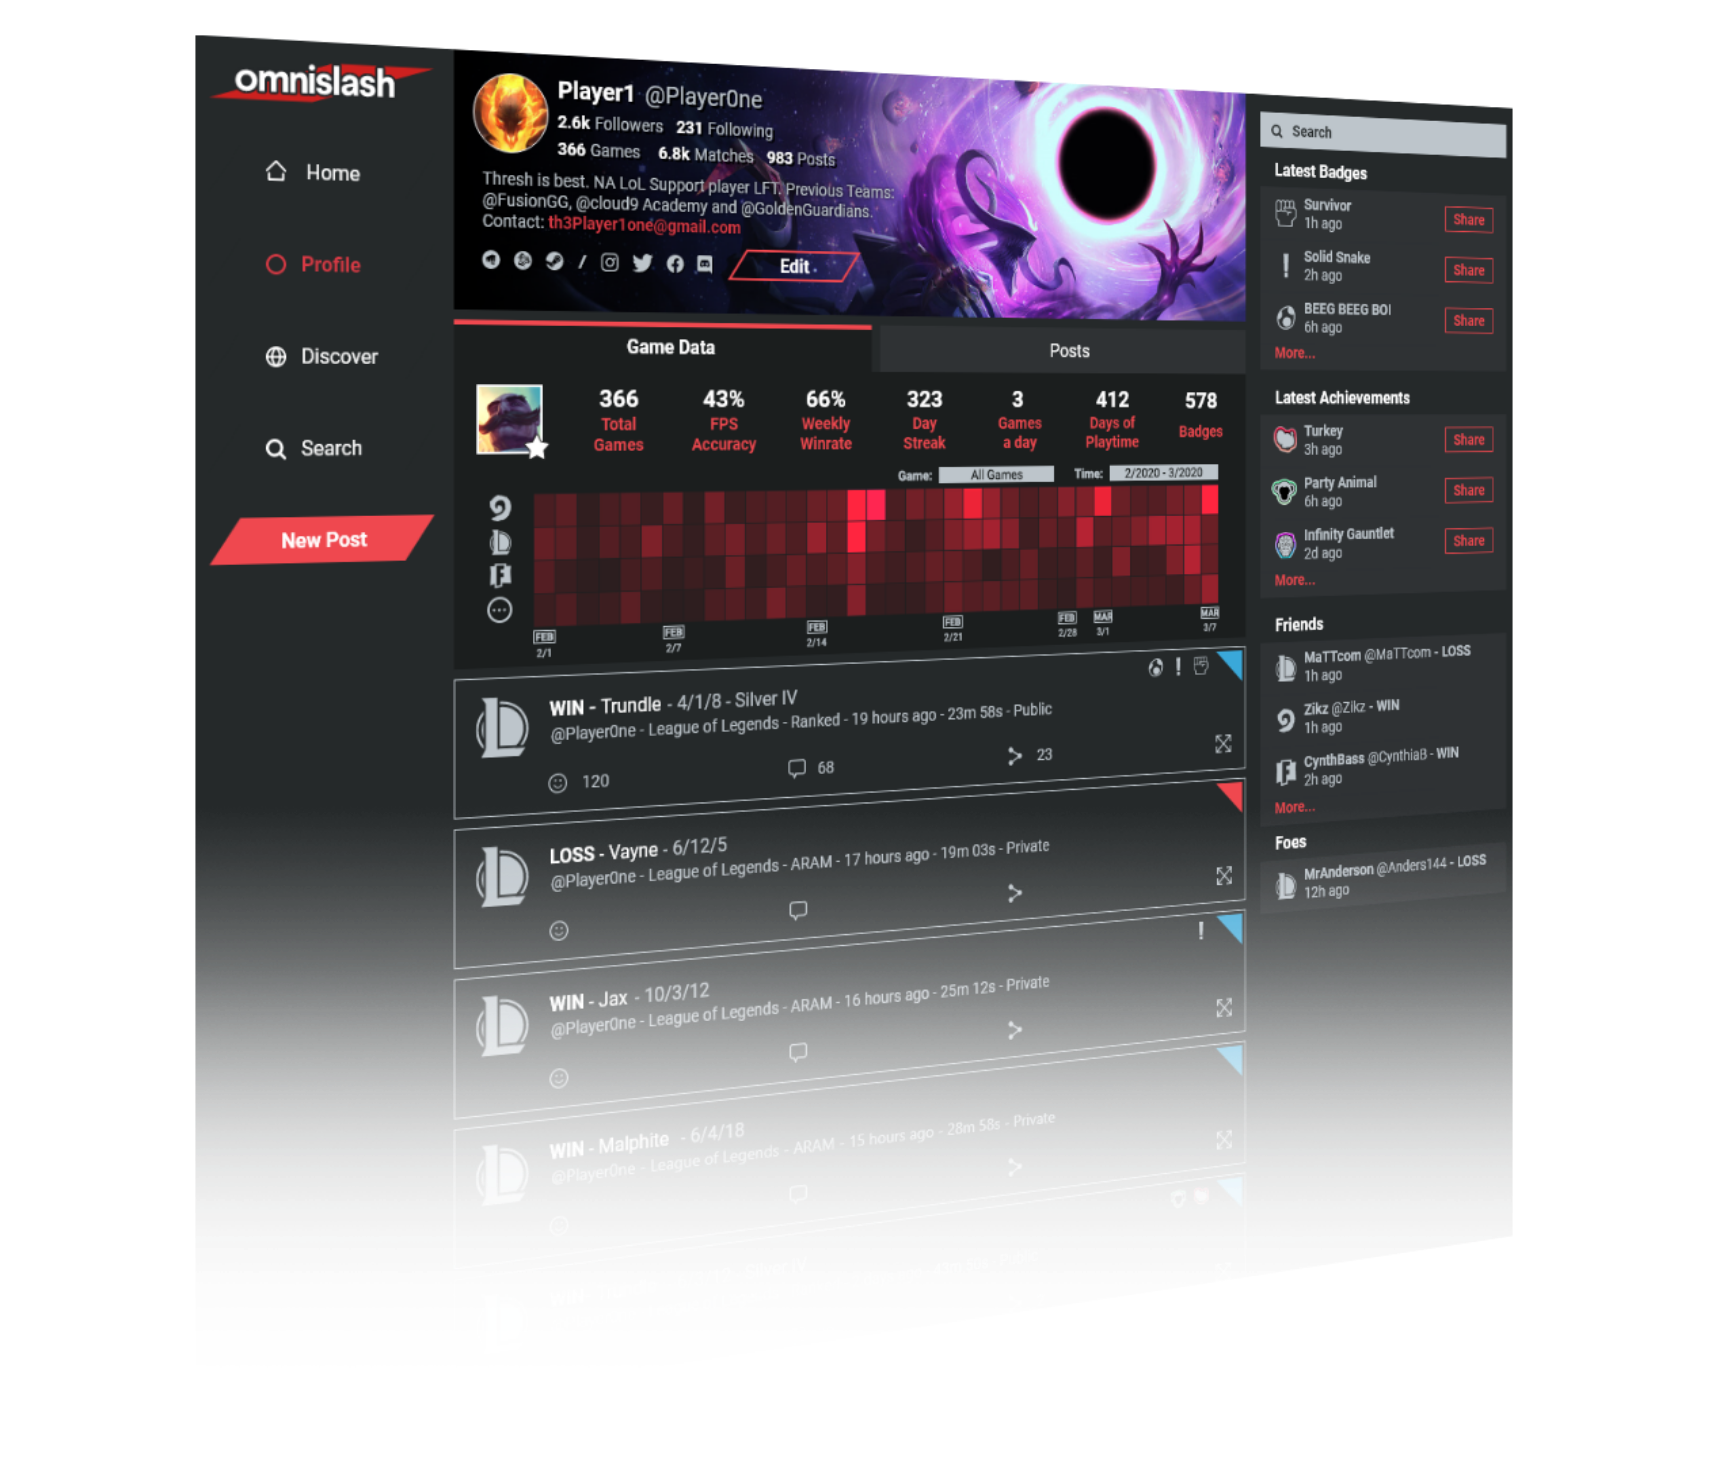 omnislash
Home
Profile
Discover
Search
New Post
Player1 @PlayerOne
2.6k Followers 231 Following
366 Games 6.8k Matches 983 Posts
Thresh is best. NA LoL Support player LFT. Previous Teams:
@FusionGG, @cloud9 Academy and @GoldenGuardians.
Contact: th3Player1one@gmail.com
Edit
Game Data
Posts
366 Total Games
43% FPS Accuracy
66% Weekly Winrate
323 Day Streak
3 Games a day
412 Days of Playtime
578 Badges
Game: All Games Time: 2/2020 - 3/2020
FEB 2/1
FEB 2/7
FEB 2/14
FEB 2/21
FEB 2/28
MAR 3/1
MAR 3/7
WIN - Trundle - 4/1/8 - Silver IV
@PlayerOne - League of Legends - Ranked - 19 hours ago - 23m 58s - Public
120 68 23
LOSS - Vayne - 6/12/5
@PlayerOne - League of Legends - ARAM - 17 hours ago - 19m 03s - Private
WIN - Jax - 10/3/12
@PlayerOne - League of Legends - ARAM - 16 hours ago - 25m 12s - Private
WIN - Malphite - 6/4/18
@PlayerOne - League of Legends - ARAM - 15 hours ago - 28m 58s - Private
Silver IV
Search
Latest Badges
Survivor
1h ago
Share
Solid Snake
2h ago
Share
BEEG BEEG BOI
6h ago
Share
More...
Latest Achievements
Turkey
3h ago
Share
Party Animal
6h ago
Share
Infinity Gauntlet
2d ago
Share
More...
Friends
MaTTcom @MaTTcom - LOSS
1h ago
Zikz @Zikz - WIN
1h ago
CynthBass @CynthiaB - WIN
2h ago
More...
Foes
MrAnderson @Anders144 - LOSS
12h ago